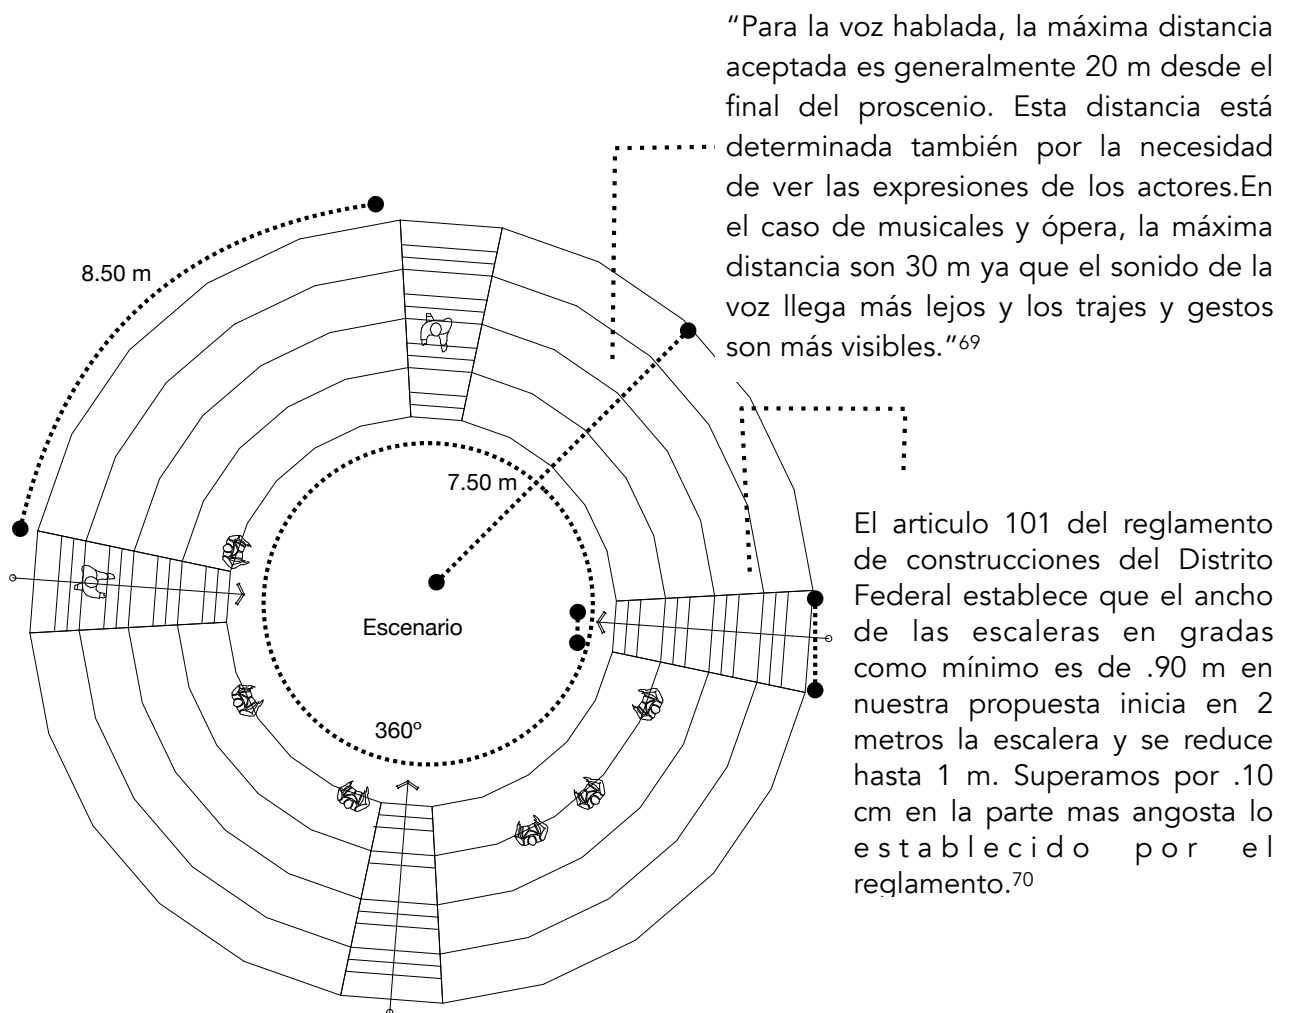 “Para la voz hablada, la máxima distancia
aceptada es generalmente 20 m desde el
final del proscenio. Esta distancia está
determinada también por la necesidad
de ver las expresiones de los actores.En
el caso de musicales y ópera, la máxima
distancia son 30 m ya que el sonido de la
voz llega más lejos y los trajes y gestos
son más visibles.”69
8.50 m
7.50 m
Escenario
360º
El articulo 101 del reglamento
de construcciones del Distrito
Federal establece que el ancho
de las escaleras en gradas
como mínimo es de .90 m en
nuestra propuesta inicia en 2
metros la escalera y se reduce
hasta 1 m. Superamos por .10
cm en la parte mas angosta lo
establecido por el
reglamento.70